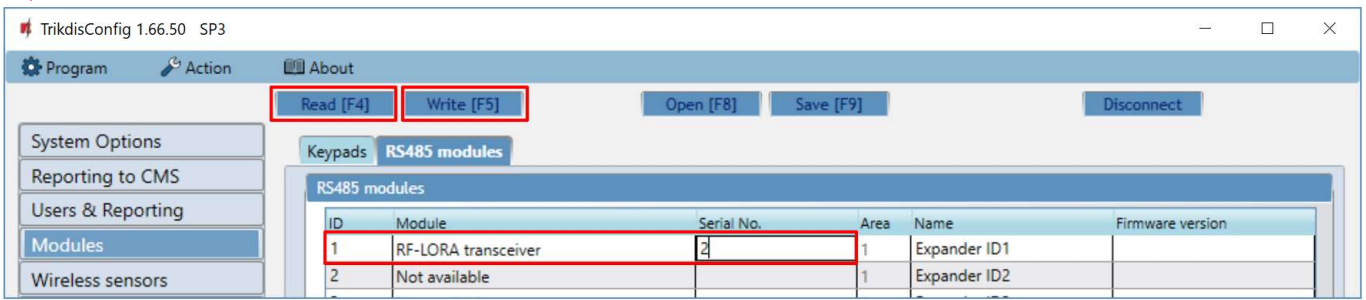 TrikdisConfig 1.66.50 SP3
Program Action About
Read [F4] Write [F5] Open [F8] Save [F9] Disconnect
System Options
Reporting to CMS
Users & Reporting
Modules
Wireless sensors
Keypads RS485 modules
RS485 modules
ID Module Serial No. Area Name Firmware version
1 RF-LORA transceiver 2 1 Expander ID1
2 Not available 1 Expander ID2